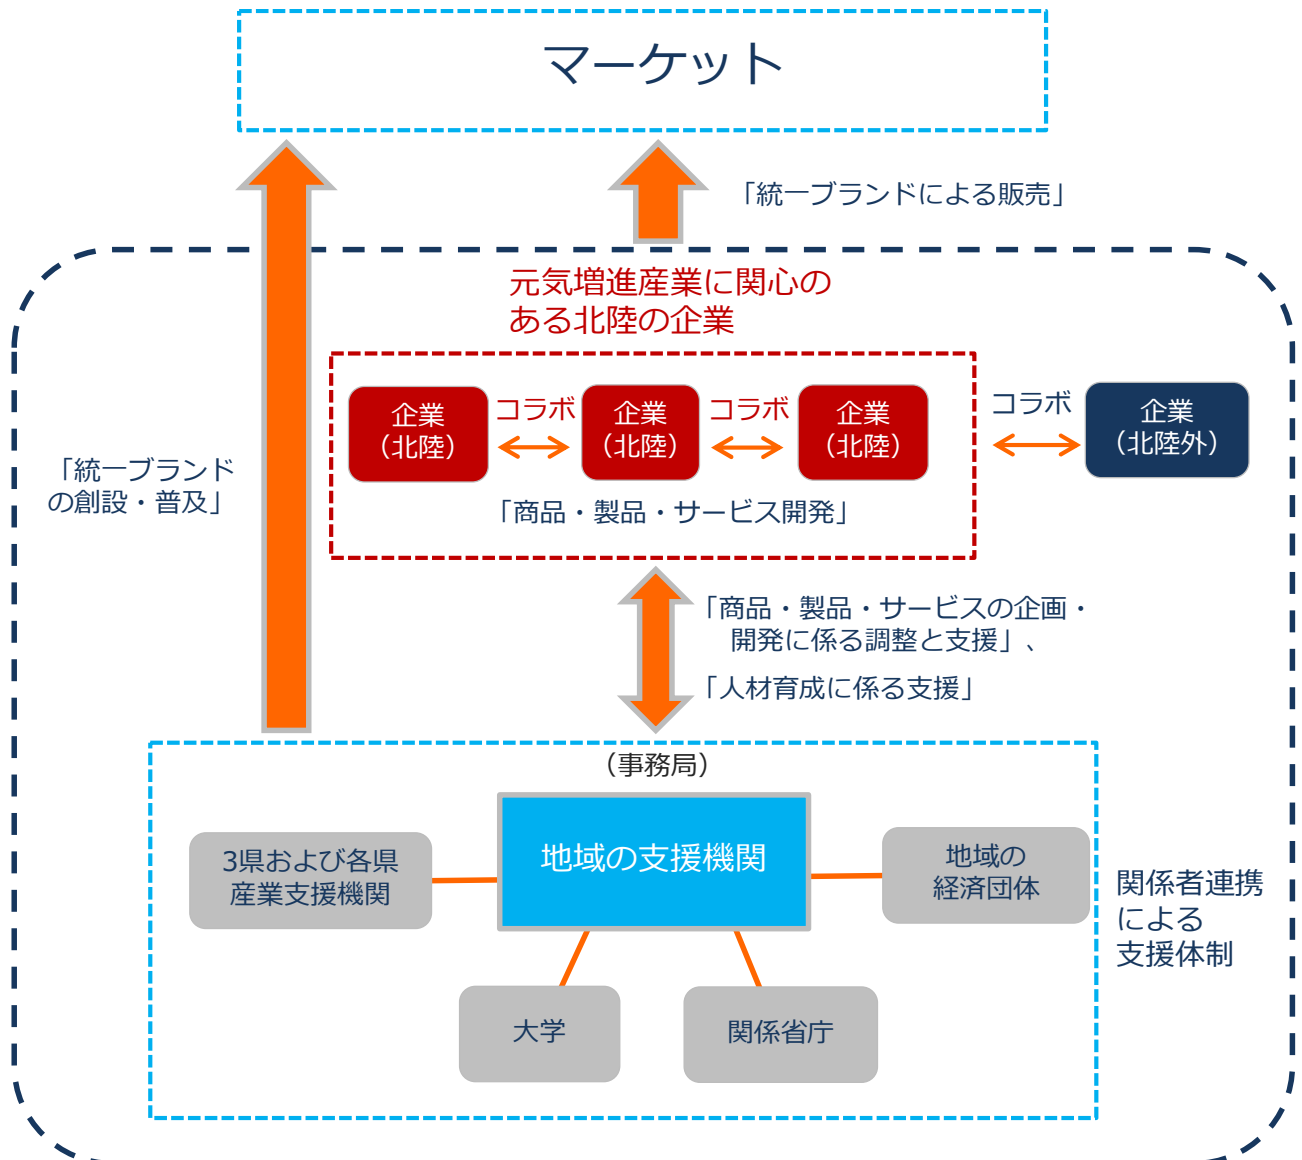 マーケット
「統一ブランドによる販売」
元気増進産業に関心の
ある北陸の企業
企業
（北陸）
コラボ
企業
（北陸）
コラボ
企業
（北陸）
コラボ
企業
（北陸外）
「商品・製品・サービス開発」
「統一ブランド
の創設・普及」
「商品・製品・サービスの企画・
開発に係る調整と支援」、
「人材育成に係る支援」
（事務局）
地域の支援機関
3県および各県
産業支援機関
地域の
経済団体
大学
関係省庁
関係者連携
による
支援体制